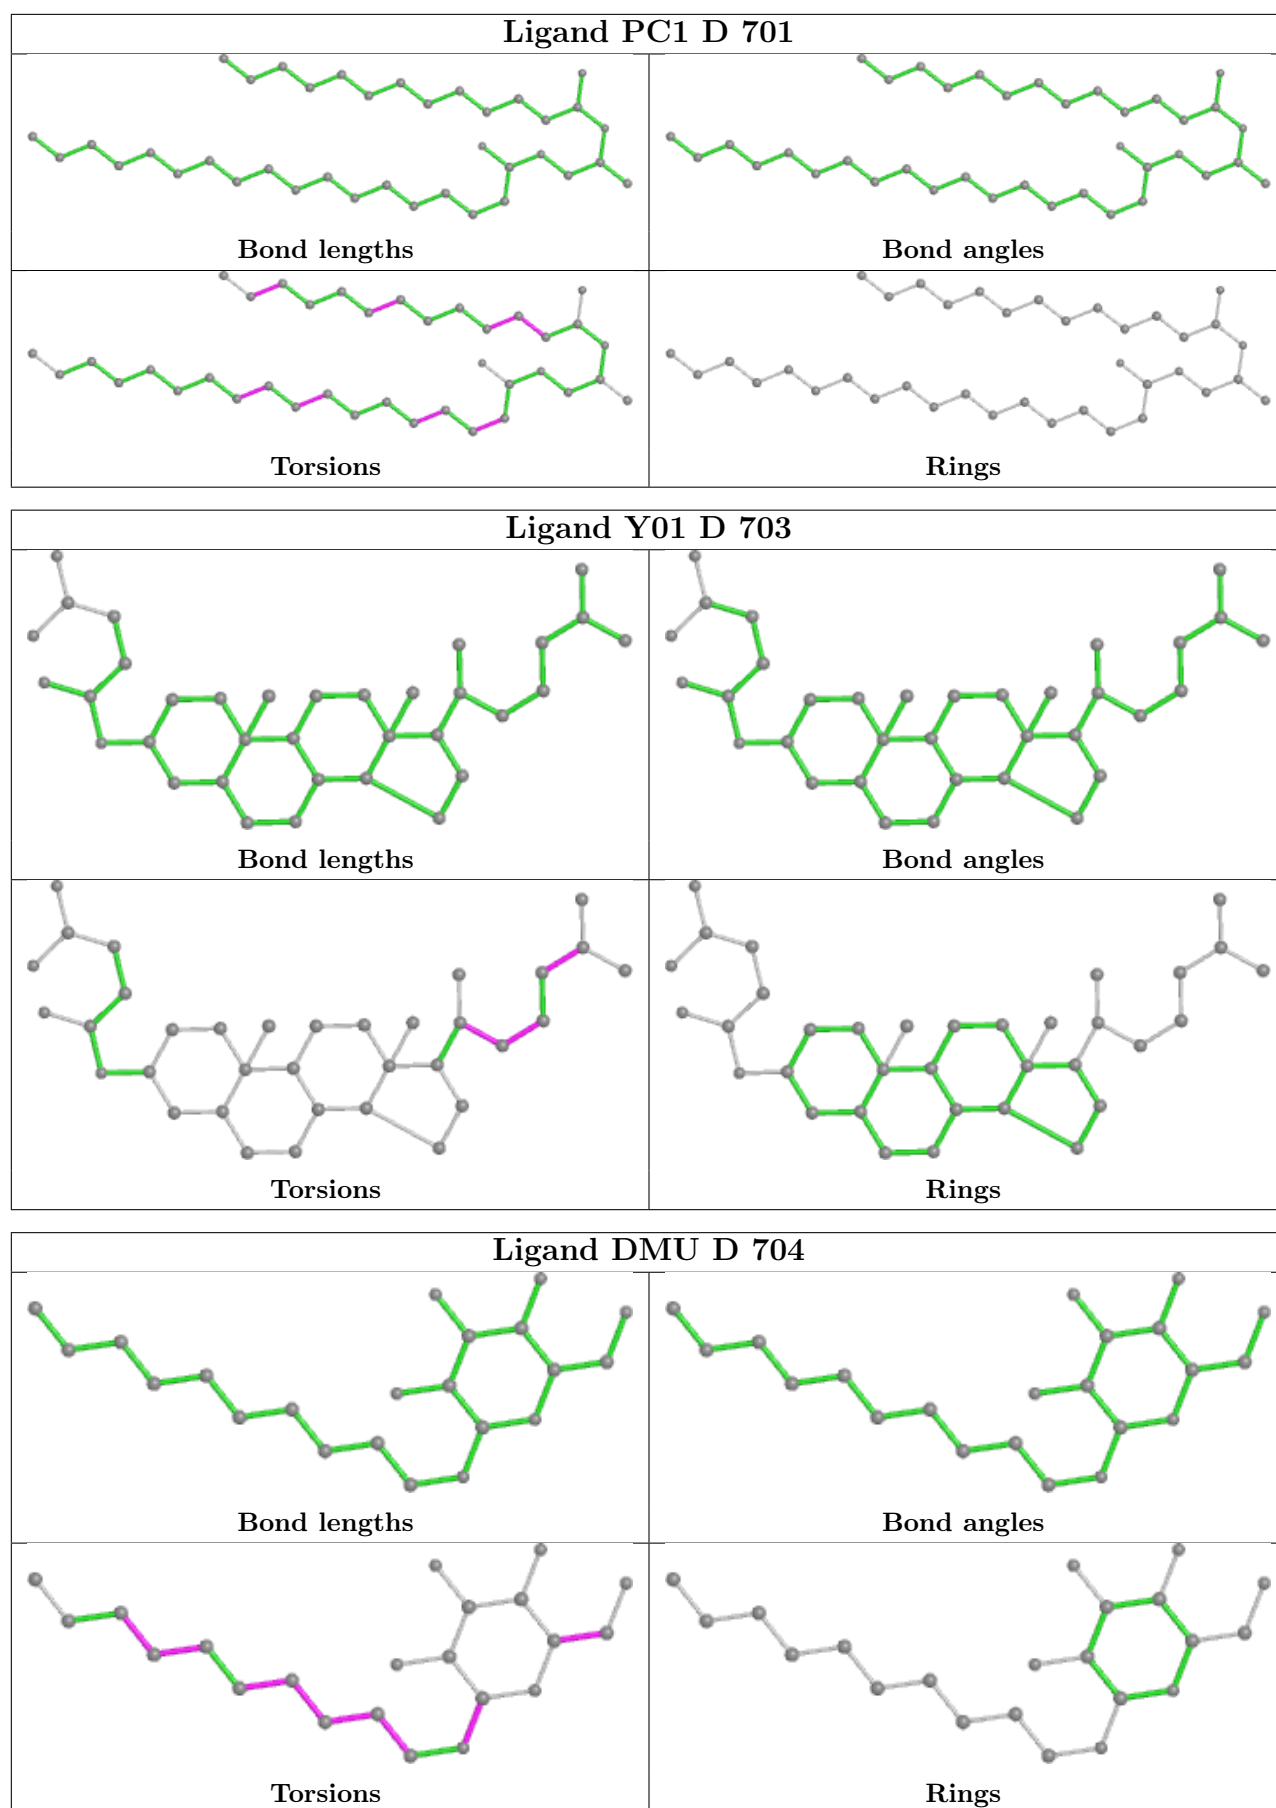 Ligand PC1 D 701
Bond lengths
Bond angles
Torsions
Rings
Ligand Y01 D 703
Bond lengths
Bond angles
Torsions
Rings
Ligand DMU D 704
Bond lengths
Bond angles
Torsions
Rings